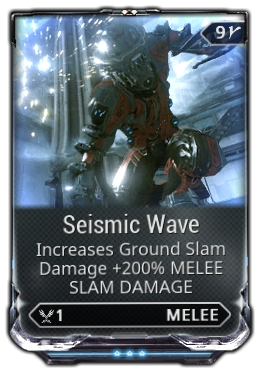 9
Seismic Wave
Increases Ground Slam
Damage +200% MELEE
SLAM DAMAGE
1 MELEE